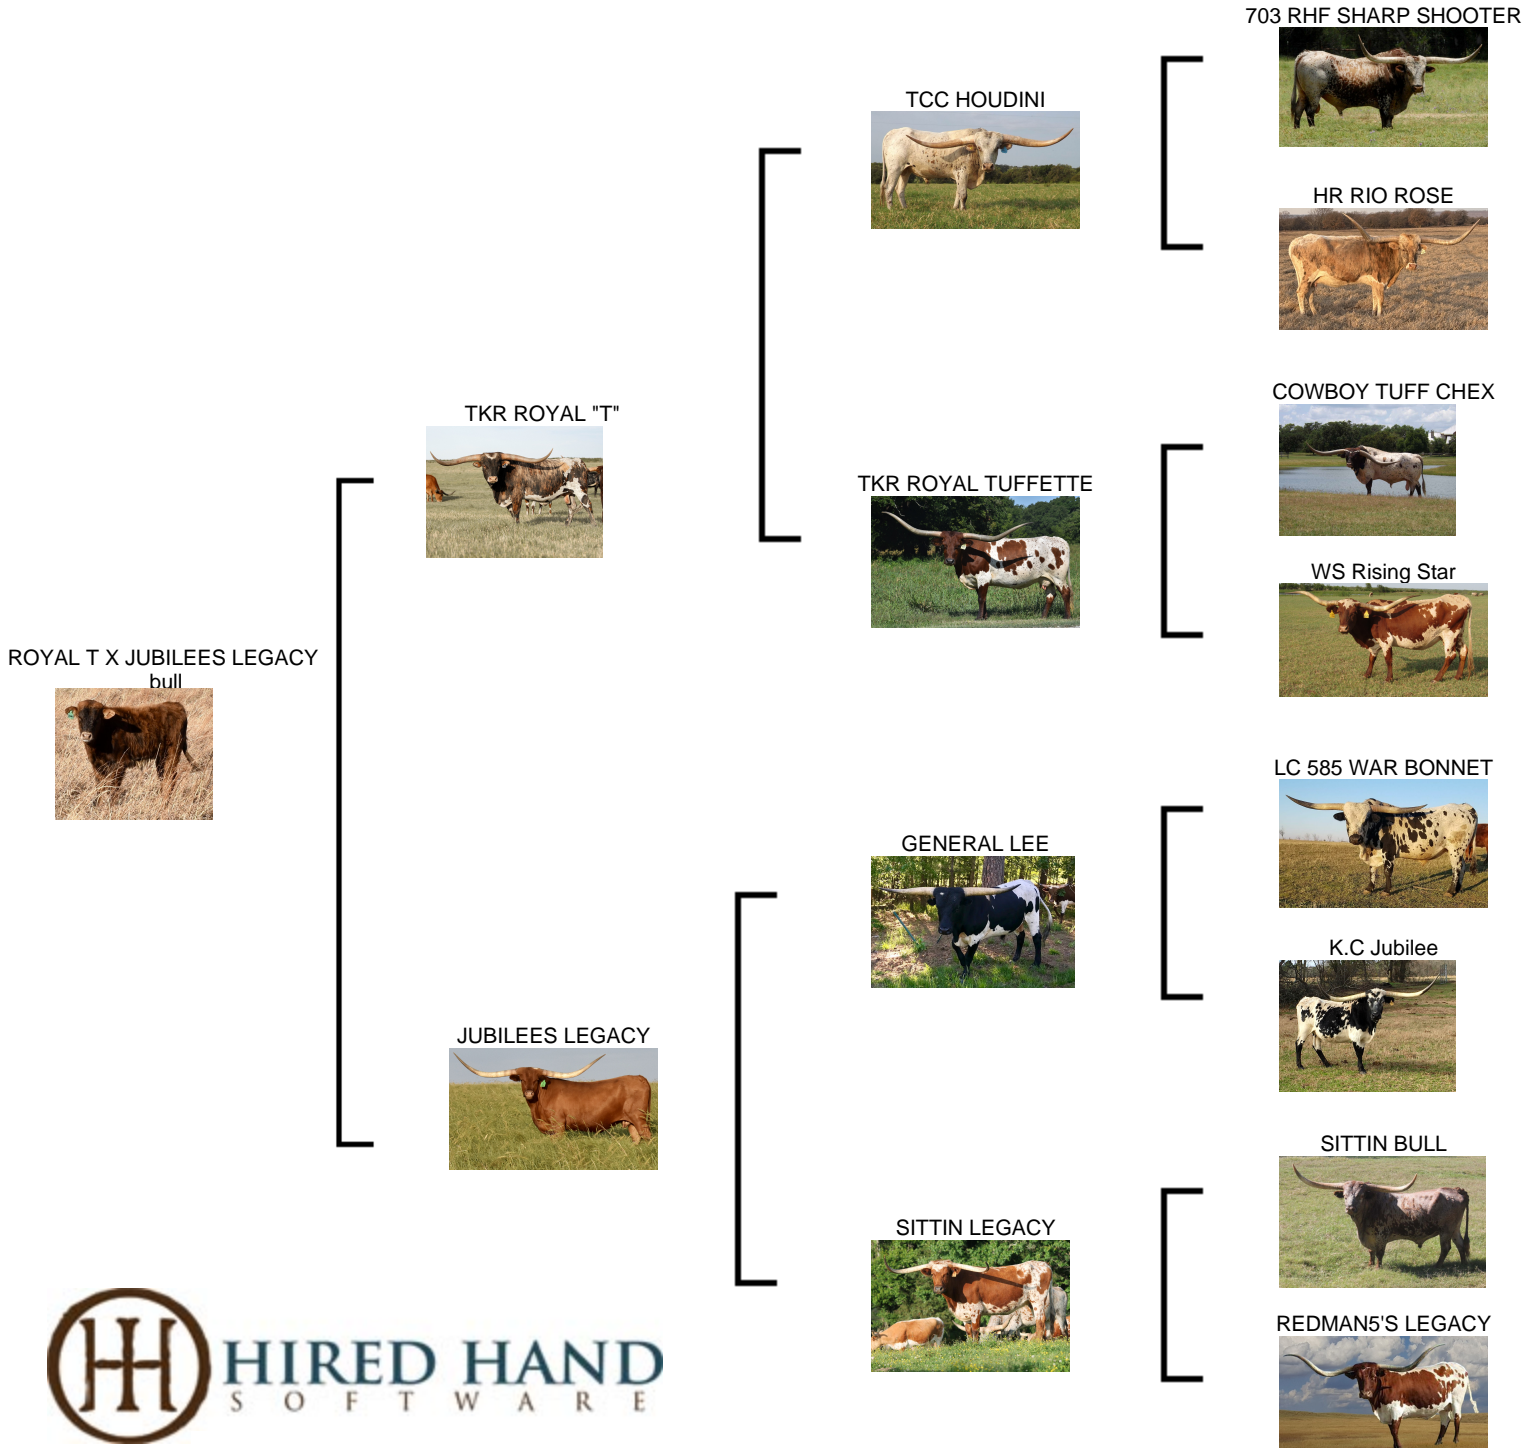 703 RHF SHARP SHOOTER
TCC HOUDINI
HR RIO ROSE
COWBOY TUFF CHEX
TKR ROYAL "T"
TKR ROYAL TUFFETTE
WS Rising Star
ROYAL T X JUBILEES LEGACY
bull
LC 585 WAR BONNET
GENERAL LEE
K.C Jubilee
JUBILEES LEGACY
SITTIN BULL
SITTIN LEGACY
REDMAN5'S LEGACY
HIRED HAND
SOFTWARE